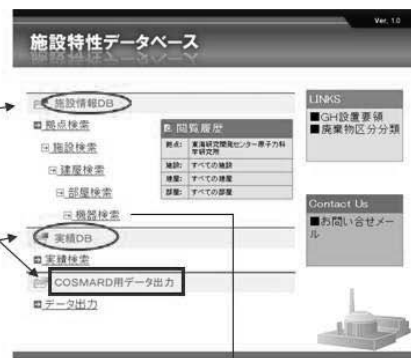 Ver. 1.0
施設特性データベース
施設情報DB
拠点検索
施設検索
建屋検索
部屋検索
機器検索
実績DB
実績検索
COSMARD用データ出力
データ出力
閲覧履歴
拠点: 東海研究開発センター原子力科
学研究所
施設: すべての施設
建屋: すべての建屋
部屋: すべての部屋
LINKS
■GH設置要領
■廃棄物区分分類
Contact Us
■お問い合せメー
ル